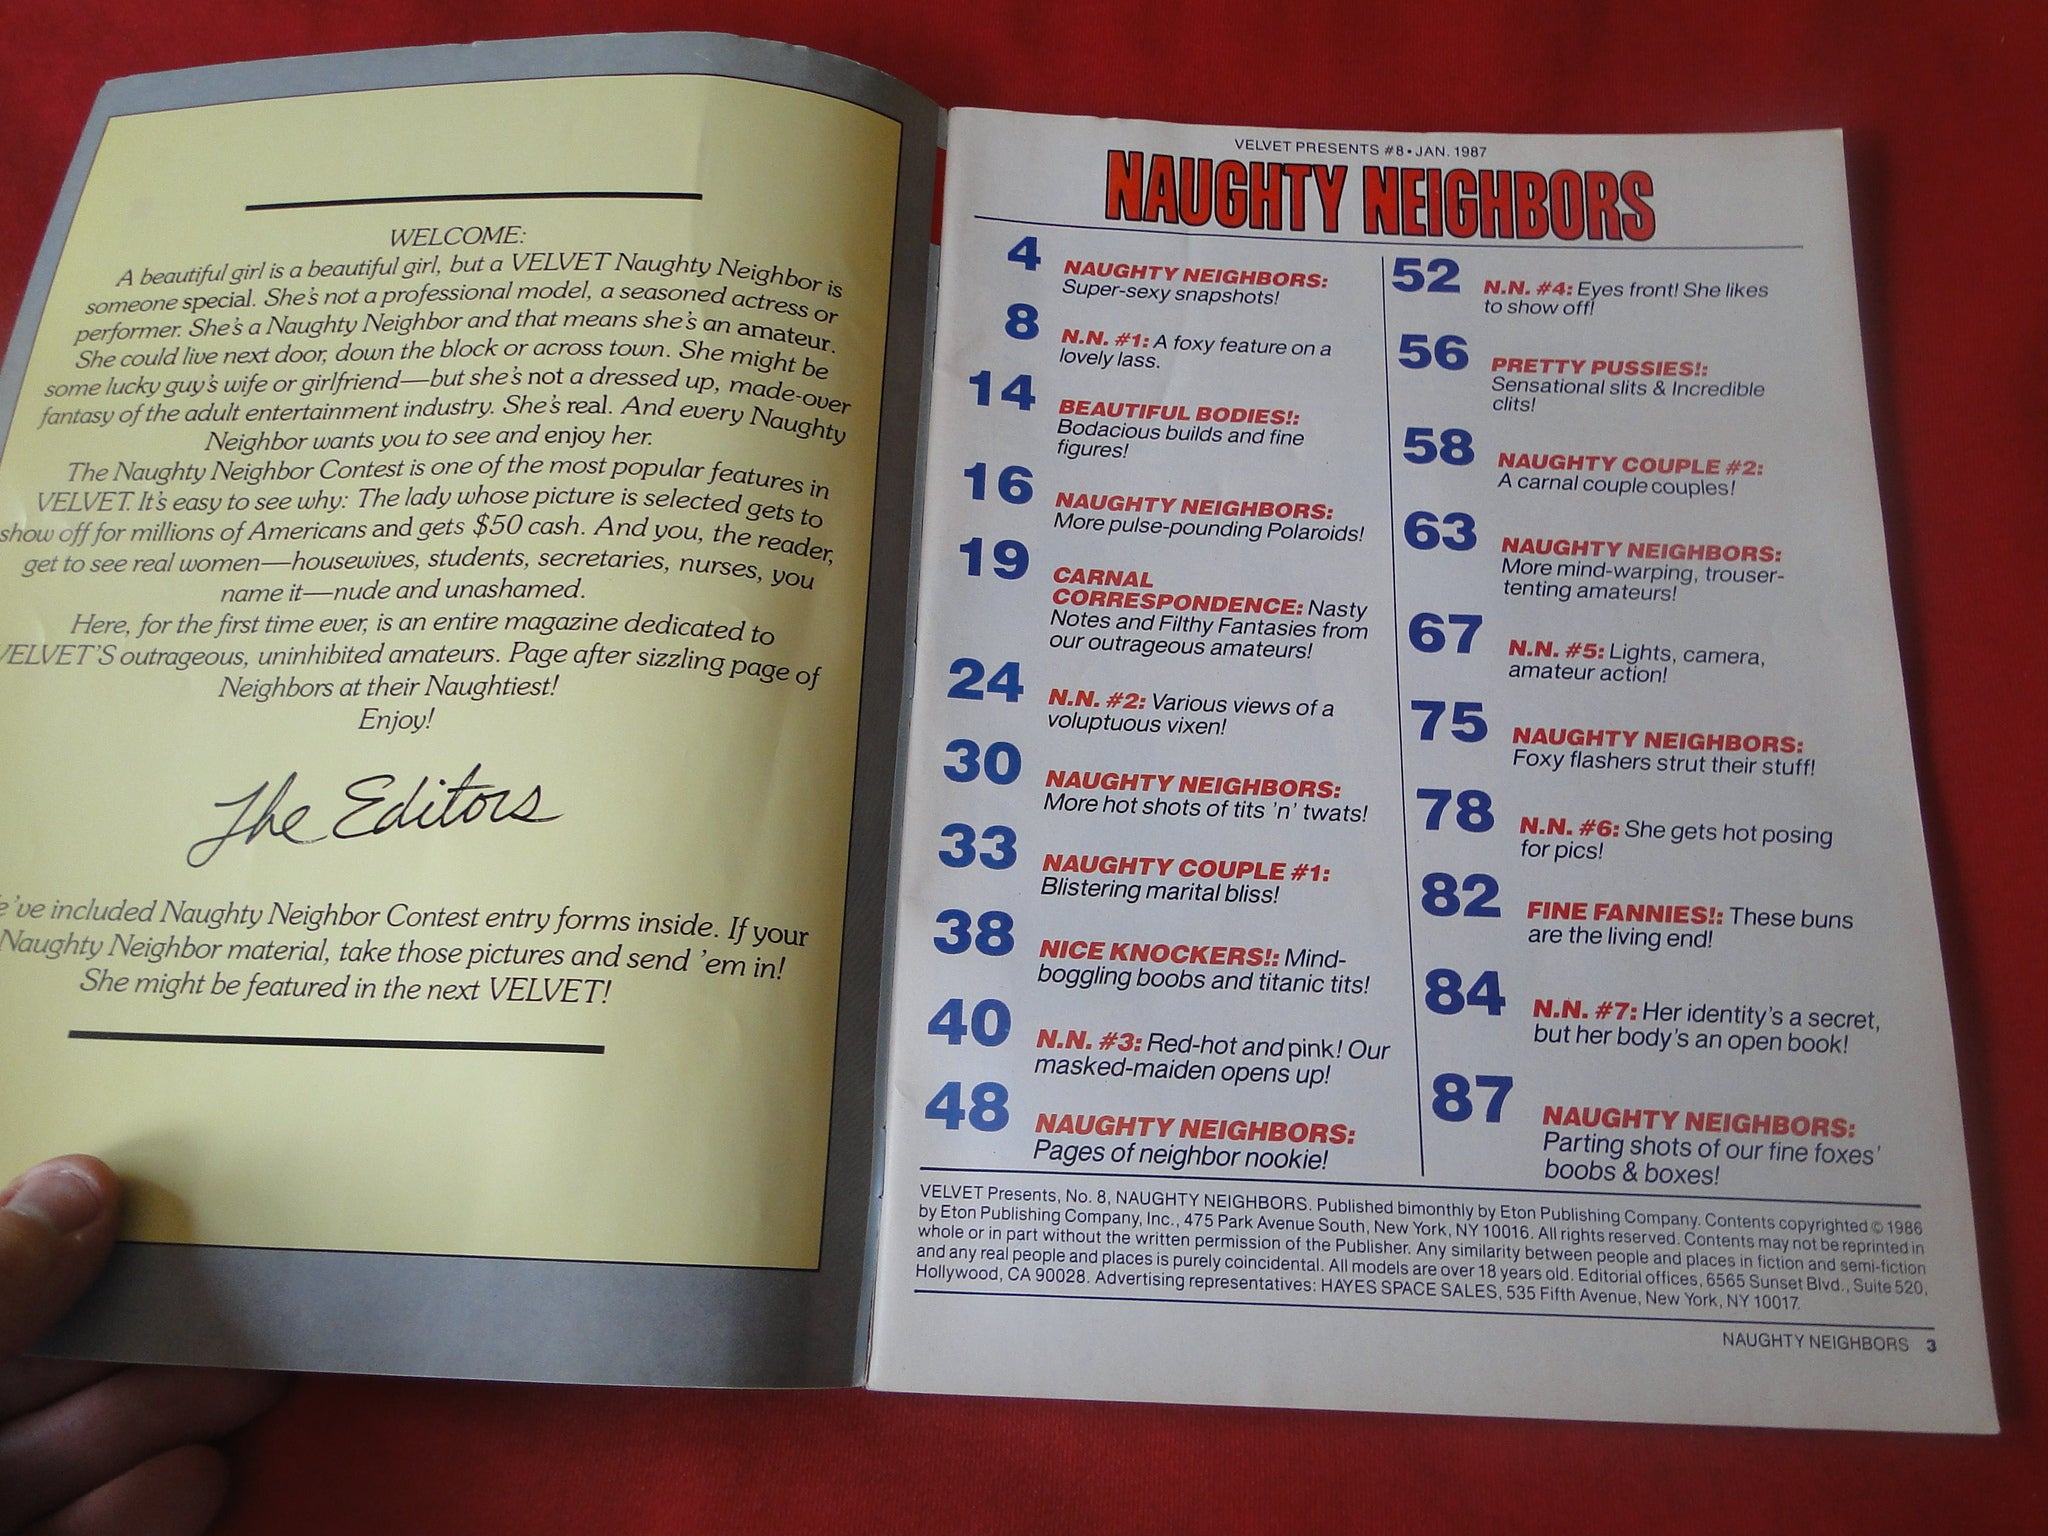 WELCOME:
A beautiful girl is a beautiful girl, but a VELVET Naughty Neighbor is
someone special. She's not a professional model, a seasoned actress or
performer. She's a Naughty Neighbor and that means she's an amateur.
She could live next door, down the block or across town. She might be
some lucky guy's wife or girlfriend—but she's not a dressed up, made-over
fantasy of the adult entertainment industry. She's real. And every Naughty
Neighbor wants you to see and enjoy her.
The Naughty Neighbor Contest is one of the most popular features in
VELVET. It's easy to see why: The lady whose picture is selected gets to
show off for millions of Americans and gets $50 cash. And you, the reader,
get to see real women—housewives, students, secretaries, nurses, you
name it—nude and unashamed.
Here, for the first time ever, is an entire magazine dedicated to
VELVET'S outrageous, uninhibited amateurs. Page after sizzling page of
Neighbors at their Naughtiest!
Enjoy!
The Editors
included Naughty Neighbor Contest entry forms inside. If your
Naughty Neighbor material, take those pictures and send 'em in!
She might be featured in the next VELVET!
VELVET PRESENTS #8 • JAN. 1987
NAUGHTY NEIGHBORS
4 NAUGHTY NEIGHBORS:
Super-sexy snapshots!
8 N.N. #1: A foxy feature on a
lovely lass.
14 BEAUTIFUL BODIES!:
Bodacious builds and fine
figures!
16 NAUGHTY NEIGHBORS:
More pulse-pounding Polaroids!
19 CARNAL
CORRESPONDENCE: Nasty
Notes and Filthy Fantasies from
our outrageous amateurs!
24 N.N. #2: Various views of a
voluptuous vixen!
30 NAUGHTY NEIGHBORS:
More hot shots of tits 'n' twats!
33 NAUGHTY COUPLE #1:
Blistering marital bliss!
38 NICE KNOCKERS!: Mind-
boggling boobs and titanic tits!
40 N.N. #3: Red-hot and pink! Our
masked-maiden opens up!
48 NAUGHTY NEIGHBORS:
Pages of neighbor nookie!
52 N.N. #4: Eyes front! She likes
to show off!
56 PRETTY PUSSIES!:
Sensational slits & Incredible
clits!
58 NAUGHTY COUPLE #2:
A carnal couple couples!
63 NAUGHTY NEIGHBORS:
More mind-warping, trouser-
tenting amateurs!
67 N.N. #5: Lights, camera,
amateur action!
75 NAUGHTY NEIGHBORS:
Foxy flashers strut their stuff!
78 N.N. #6: She gets hot posing
for pics!
82 FINE FANNIES!: These buns
are the living end!
84 N.N. #7: Her identity's a secret,
but her body's an open book!
87 NAUGHTY NEIGHBORS:
Parting shots of our fine foxes'
boobs & boxes!
VELVET Presents, No. 8, NAUGHTY NEIGHBORS. Published bimonthly by Eton Publishing Company. Contents copyrighted © 1986
by Eton Publishing Company, Inc., 475 Park Avenue South, New York, NY 10016. All rights reserved. Contents may not be reprinted in
whole or in part without the written permission of the Publisher. Any similarity between people and places in fiction and semi-fiction
and any real people and places is purely coincidental. All models are over 18 years old. Editorial offices, 6565 Sunset Blvd., Suite 520,
Hollywood, CA 90028. Advertising representatives: HAYES SPACE SALES, 535 Fifth Avenue, New York, NY 10017.
NAUGHTY NEIGHBORS 3